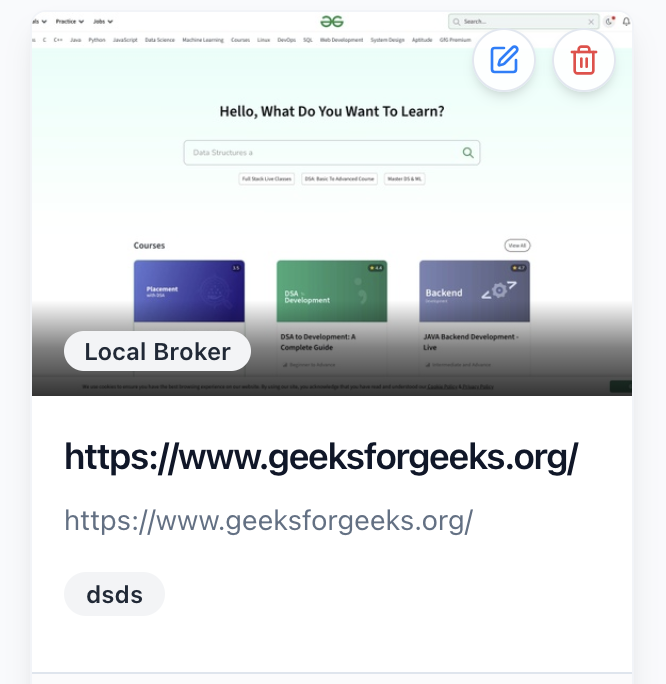 als Practice Jobs
Search...
C C++ Java Python JavaScript Data Science Machine Learning Courses Linux DevOps SQL Web Development System Design Aptitude GfG Premium
Hello, What Do You Want To Learn?
Data Structures a
Full Stack Live Classes DSA: Basic To Advanced Course Master DS & ML
Courses
View All
Placement
with DSA
DSA -
Development
4.8
Backend
Development
4.7
DSA to Development: A
Complete Guide
Beginner to Advance
JAVA Backend Development -
Live
Intermediate and Advance
Local Broker
We use cookies to ensure you have the best browsing experience on our website. By using our site, you acknowledge that you have read and understood our Cookie Policy & Privacy Policy
https://www.geeksforgeeks.org/
https://www.geeksforgeeks.org/
dsds